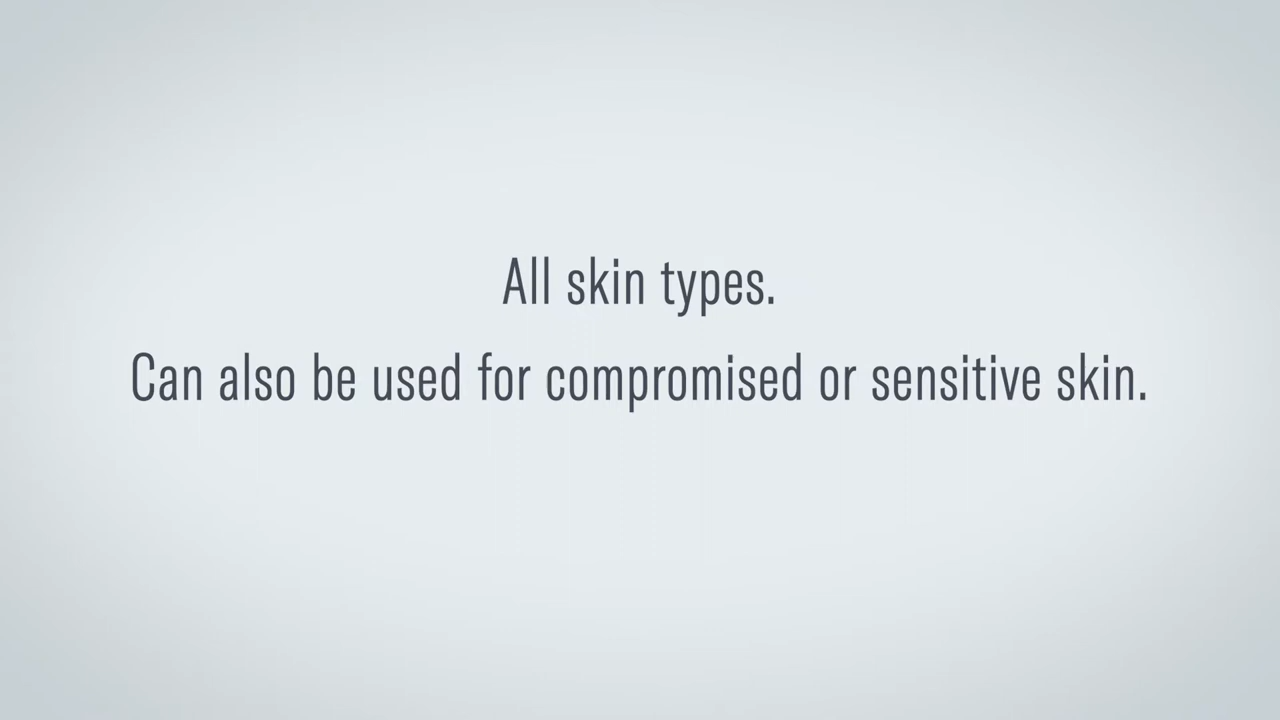 All skin types.
Can also be used for compromised or sensitive skin.